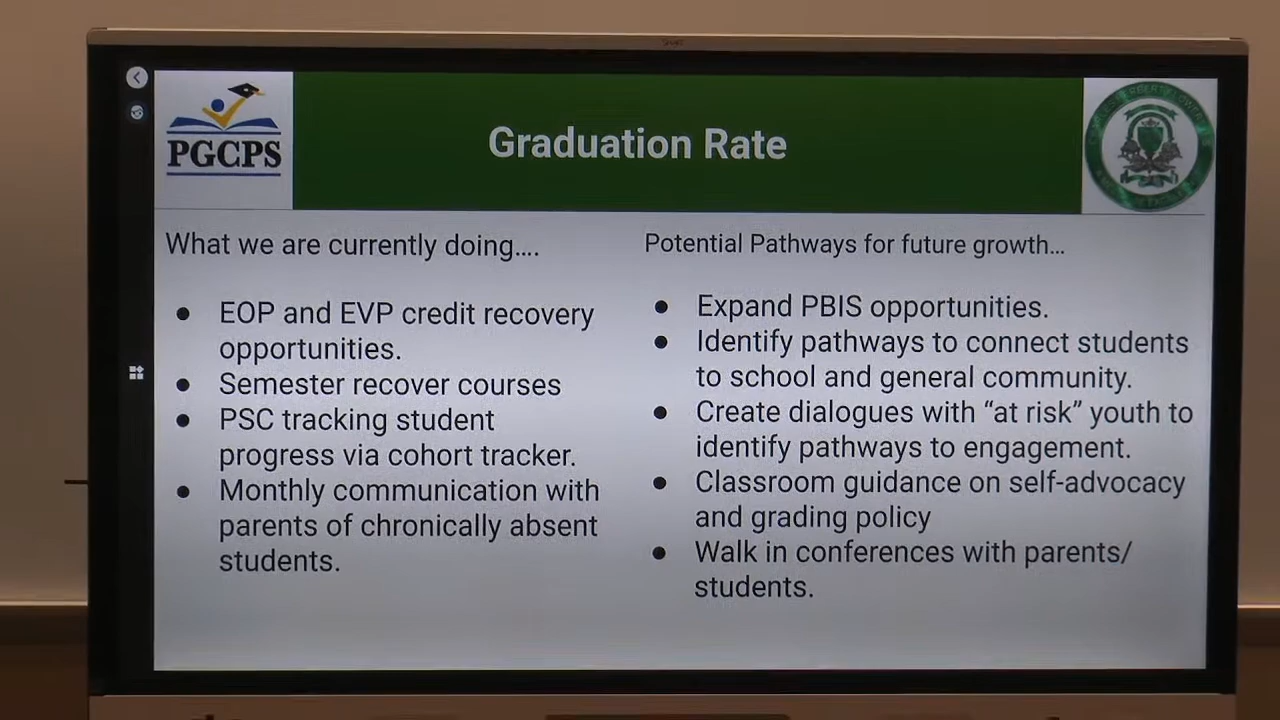 PGCPS
Graduation Rate
What we are currently doing....
● EOP and EVP credit recovery
opportunities.
● Semester recover courses
● PSC tracking student
progress via cohort tracker.
● Monthly communication with
parents of chronically absent
students.
Potential Pathways for future growth...
● Expand PBIS opportunities.
● Identify pathways to connect students
to school and general community.
● Create dialogues with “at risk” youth to
identify pathways to engagement.
● Classroom guidance on self-advocacy
and grading policy
● Walk in conferences with parents/
students.